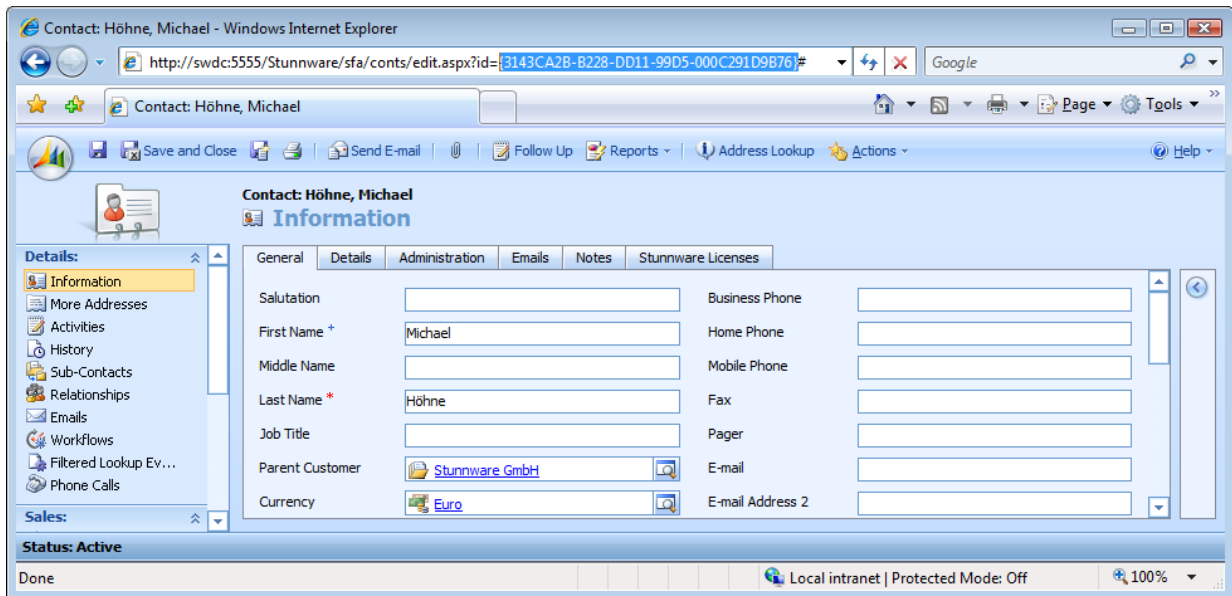 Contact: Höhne, Michael - Windows Internet Explorer
http://swdc:5555/Stunnware/sfa/conts/edit.aspx?id={3143CA2B-B228-DD11-99D5-000C291D9B76}#
Google
Contact: Höhne, Michael
Page
Tools
Save and Close
Send E-mail
Follow Up
Reports
Address Lookup
Actions
Help
Contact: Höhne, Michael
Information
Details:
Information
More Addresses
Activities
History
Sub-Contacts
Relationships
Emails
Workflows
Filtered Lookup Ev...
Phone Calls
Sales:
General Details Administration Emails Notes Stunnware Licenses
Salutation
First Name + Michael
Middle Name
Last Name * Höhne
Job Title
Parent Customer Stunnware GmbH
Currency Euro
Business Phone
Home Phone
Mobile Phone
Fax
Pager
E-mail
E-mail Address 2
Status: Active
Done
Local intranet | Protected Mode: Off
100%